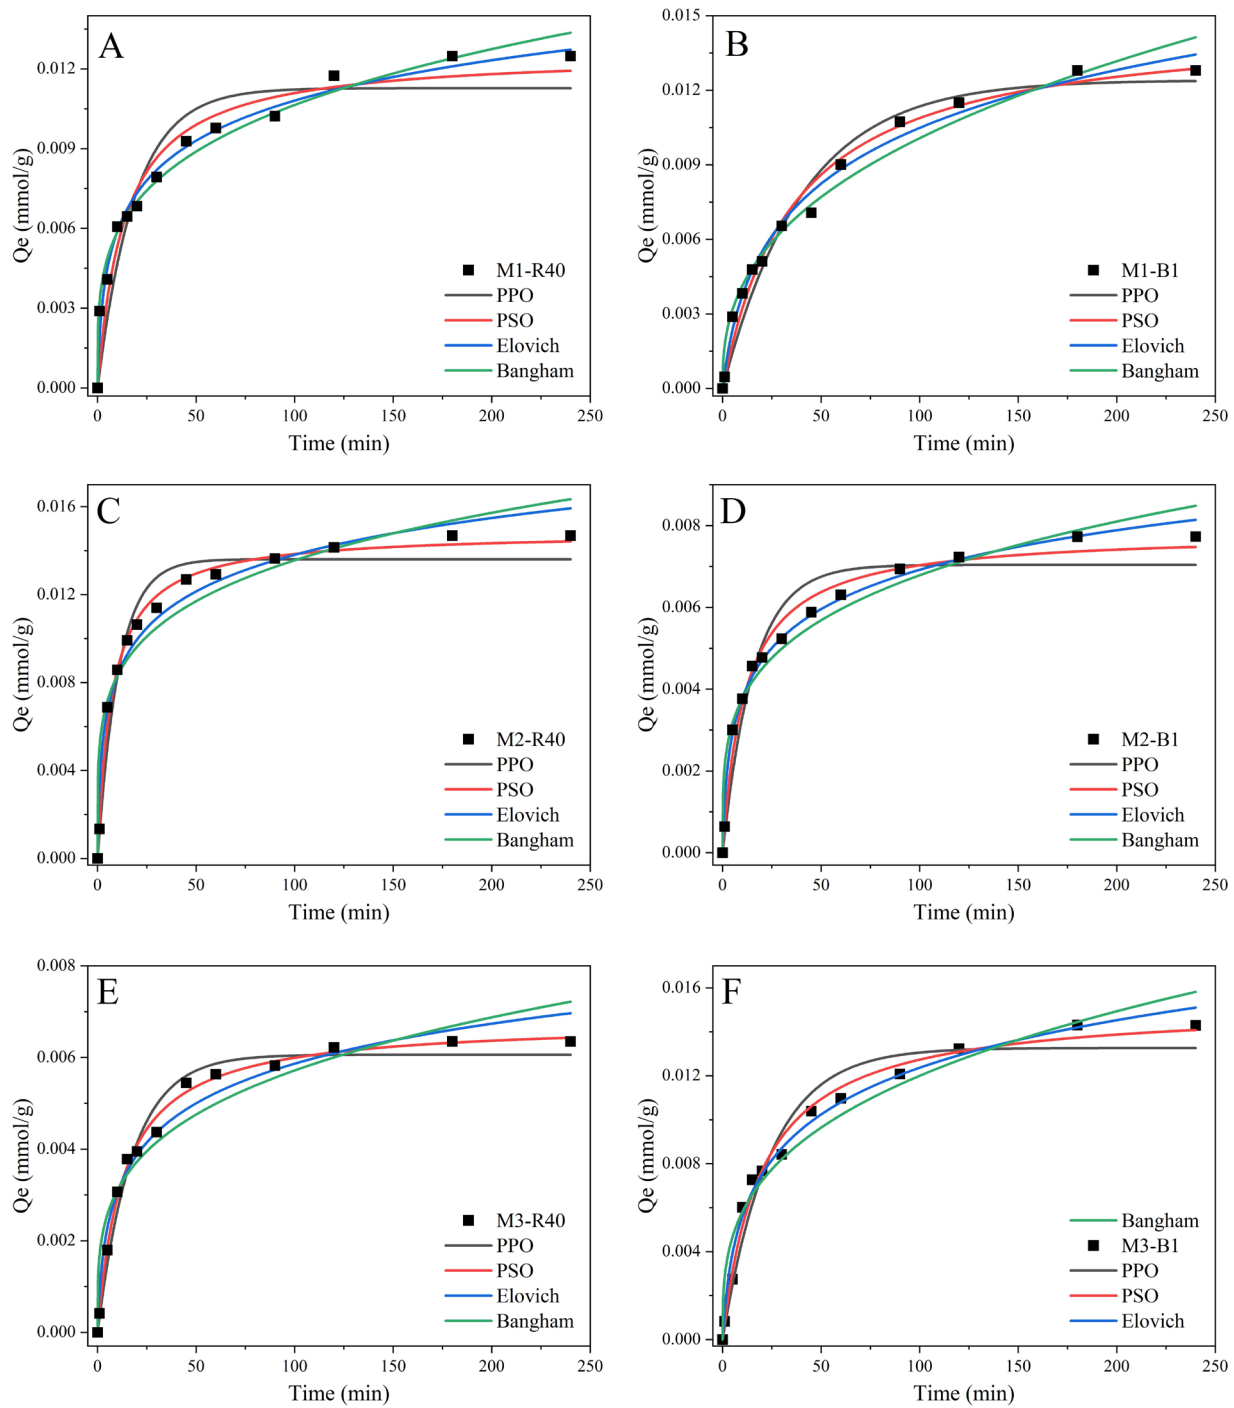 A
Qe (mmol/g)
0.012
0.009
0.006
0.003
0.000
M1-R40
PPO
PSO
Elovich
Bangham
0 50 100 150 200 250
Time (min)
B
Qe (mmol/g)
0.015
0.012
0.009
0.006
0.003
0.000
M1-B1
PPO
PSO
Elovich
Bangham
0 50 100 150 200 250
Time (min)
C
Qe (mmol/g)
0.016
0.012
0.008
0.004
0.000
M2-R40
PPO
PSO
Elovich
Bangham
0 50 100 150 200 250
Time (min)
D
Qe (mmol/g)
0.008
0.006
0.004
0.002
0.000
M2-B1
PPO
PSO
Elovich
Bangham
0 50 100 150 200 250
Time (min)
E
Qe (mmol/g)
0.008
0.006
0.004
0.002
0.000
M3-R40
PPO
PSO
Elovich
Bangham
0 50 100 150 200 250
Time (min)
F
Qe (mmol/g)
0.016
0.012
0.008
0.004
0.000
Bangham
M3-B1
PPO
PSO
Elovich
0 50 100 150 200 250
Time (min)